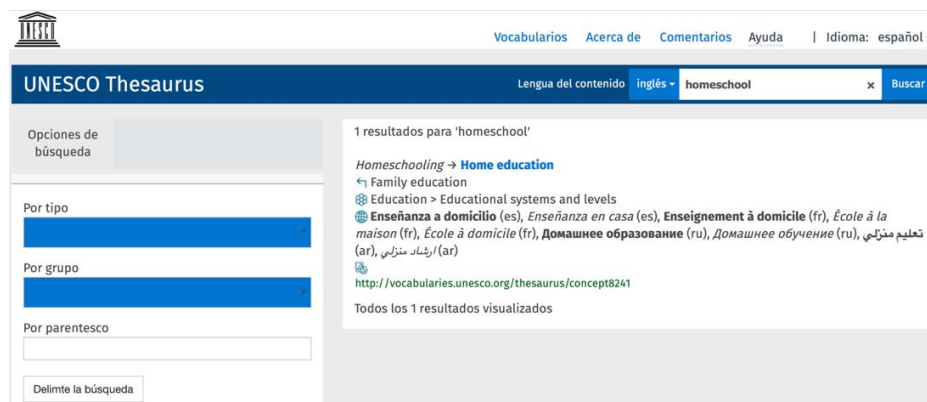 UNESCO
Vocabularios Acerca de Comentarios Ayuda | Idioma: español
UNESCO Thesaurus
Lengua del contenido inglés homeschool x Buscar
Opciones de
búsqueda
Por tipo
Por grupo
Por parentesco
Delimte la búsqueda
1 resultados para 'homeschool'
Homeschooling → Home education
Family education
Education > Educational systems and levels
Enseñanza a domicilio (es), Enseñanza en casa (es), Enseignement à domicile (fr), École à la
maison (fr), École à domicile (fr), Домашнее образование (ru), Домашнее обучение (ru), تعليم منزلي
(ar), ارشاد منزلي (ar)
http://vocabularies.unesco.org/thesaurus/concept8241
Todos los 1 resultados visualizados